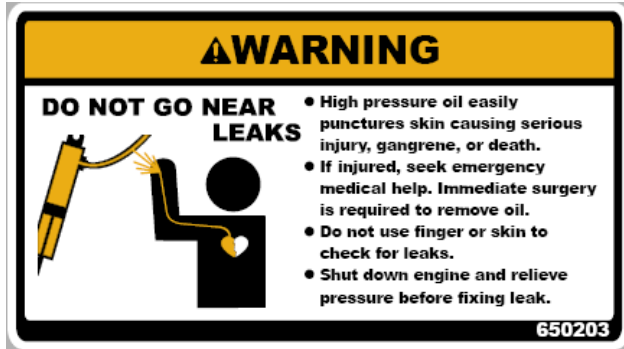 ⚠WARNING
DO NOT GO NEAR
LEAKS
● High pressure oil easily
punctures skin causing serious
injury, gangrene, or death.
● If injured, seek emergency
medical help. Immediate surgery
is required to remove oil.
● Do not use finger or skin to
check for leaks.
● Shut down engine and relieve
pressure before fixing leak.
650203